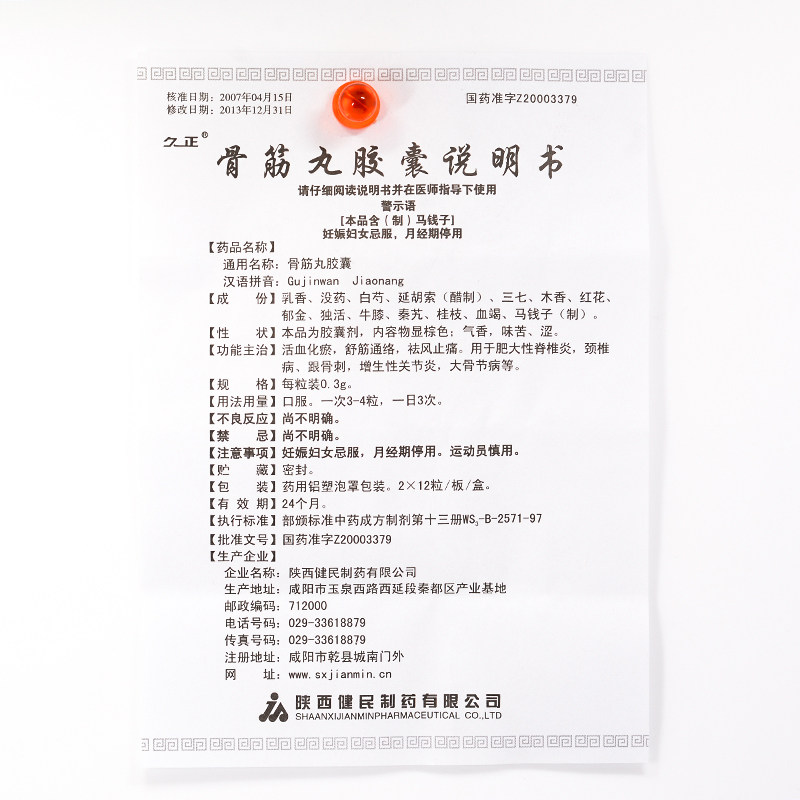 核准日期：2007年04月15日
修改日期：2013年12月31日
国药准字Z20003379
久正®
骨筋丸胶囊说明书
请仔细阅读说明书并在医师指导下使用
警示语
[本品含（制）马钱子]
妊娠妇女忌服，月经期停用
【药品名称】
通用名称：骨筋丸胶囊
汉语拼音：Gujinwan Jiaonang
【成 份】乳香、没药、白芍、延胡索（醋制）、三七、木香、红花、
郁金、独活、牛膝、秦艽、桂枝、血竭、马钱子（制）。
【性 状】本品为胶囊剂，内容物显棕色；气香，味苦、涩。
【功能主治】活血化瘀，舒筋通络，祛风止痛。用于肥大性脊椎炎，颈椎
病、跟骨刺，增生性关节炎，大骨节病等。
【规 格】每粒装0.3g。
【用法用量】口服。一次3-4粒，一日3次。
【不良反应】尚不明确。
【禁 忌】尚不明确。
【注意事项】妊娠妇女忌服，月经期停用。运动员慎用。
【贮 藏】密封。
【包 装】药用铝塑泡罩包装。2×12粒/板/盒。
【有 效 期】24个月。
【执行标准】部颁标准中药成方制剂第十三册WS₃-B-2571-97
【批准文号】国药准字Z20003379
【生产企业】
企业名称：陕西健民制药有限公司
生产地址：咸阳市玉泉西路西延段秦都区产业基地
邮政编码：712000
电话号码：029-33618879
传真号码：029-33618879
注册地址：咸阳市乾县城南门外
网 址：www.sxjianmin.cn
陕西健民制药有限公司
SHAANXIJIANMINPHARMACEUTICAL CO.,LTD